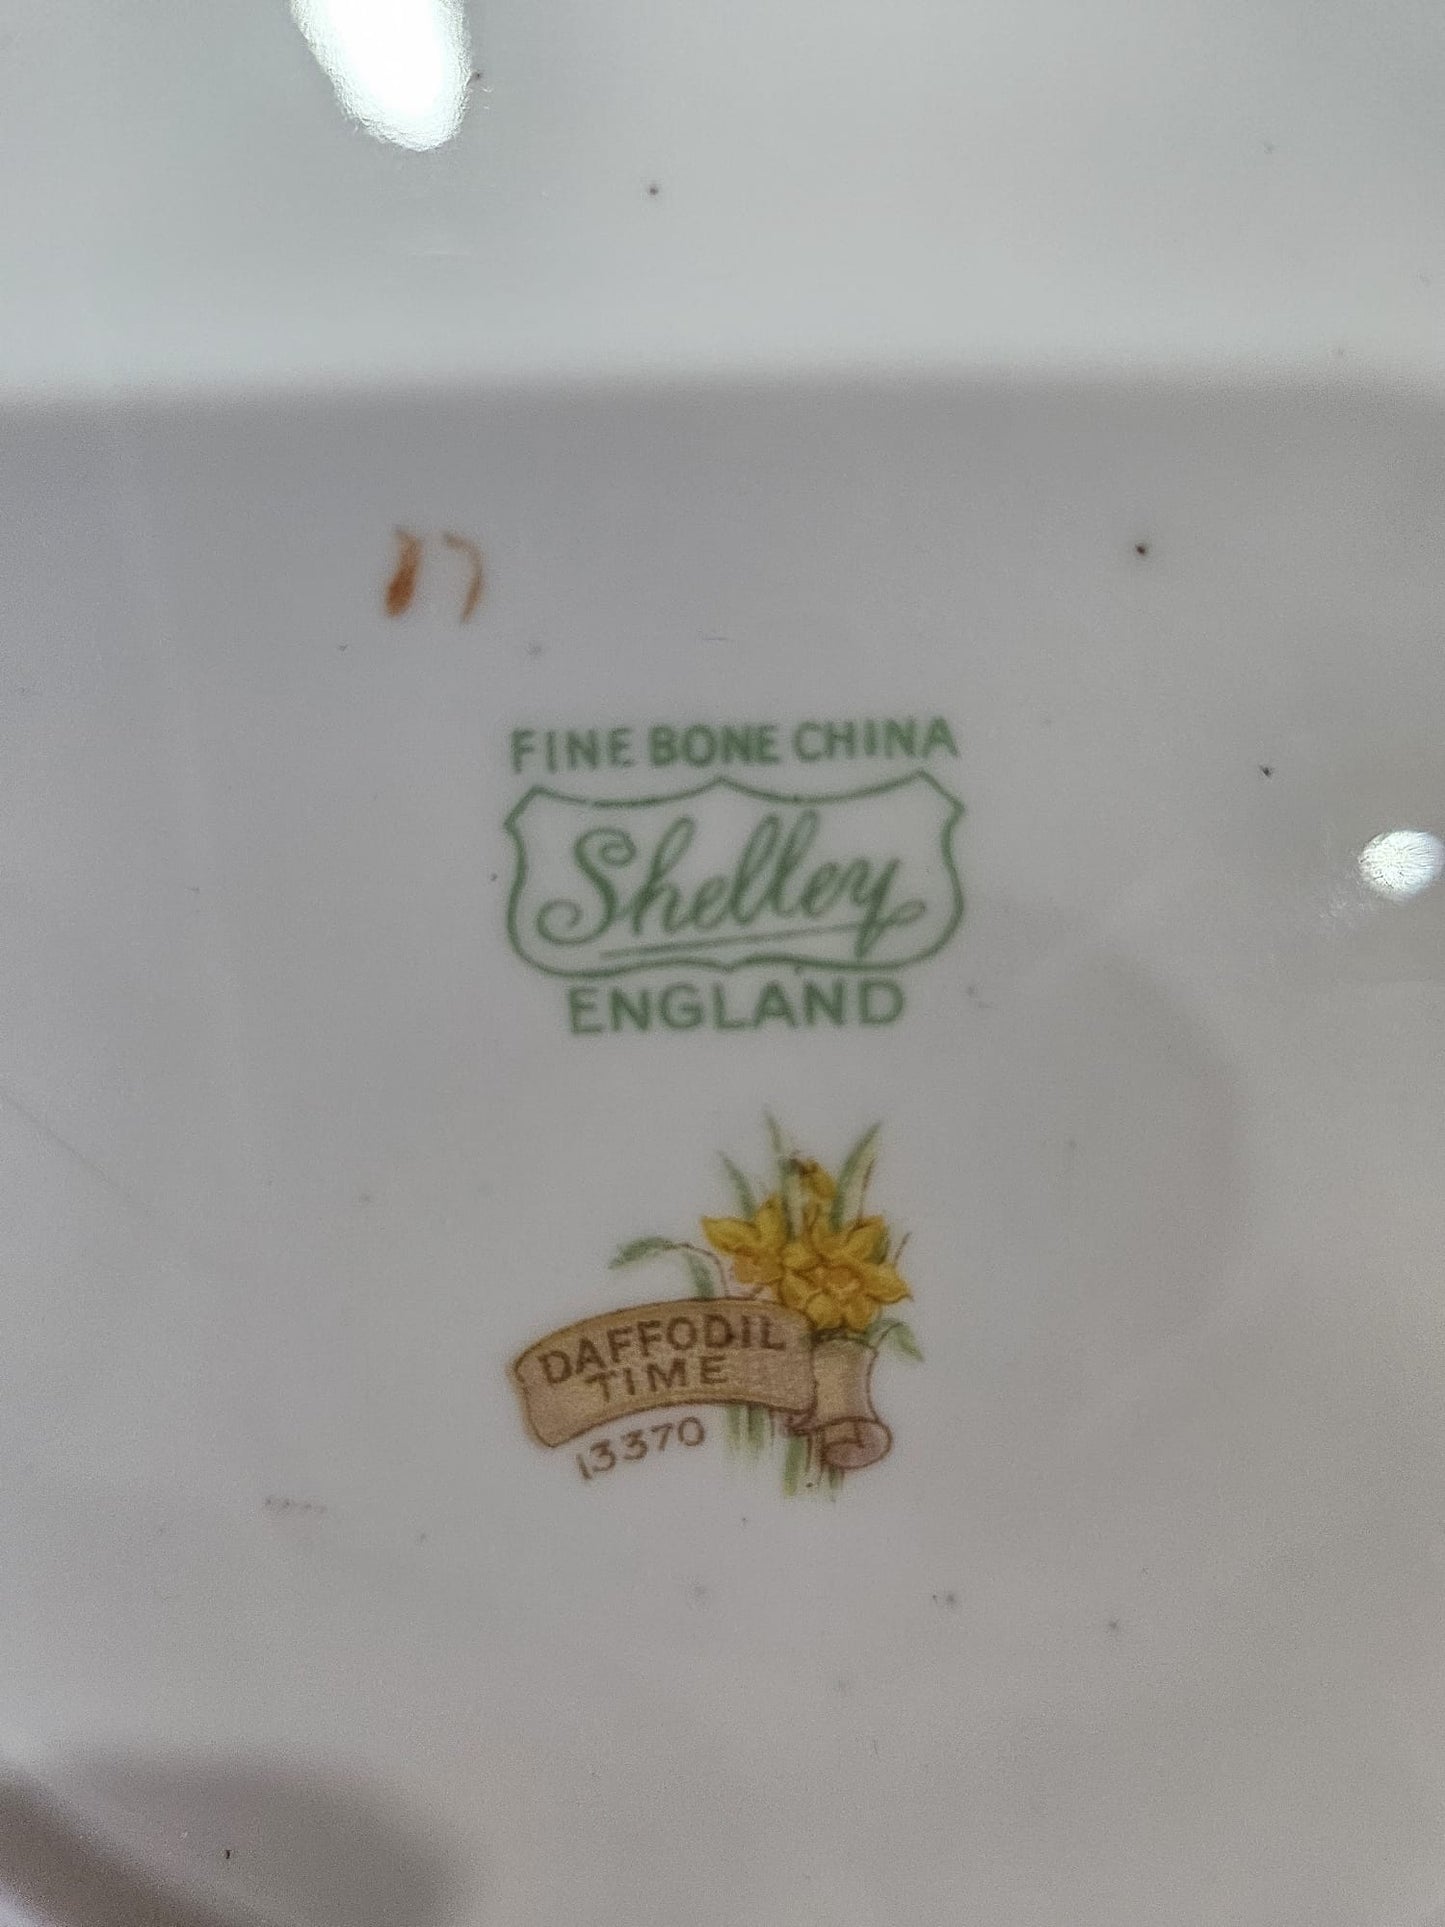 FINE BONE CHINA
Shelley
ENGLAND
DAFFODIL
TIME
13370